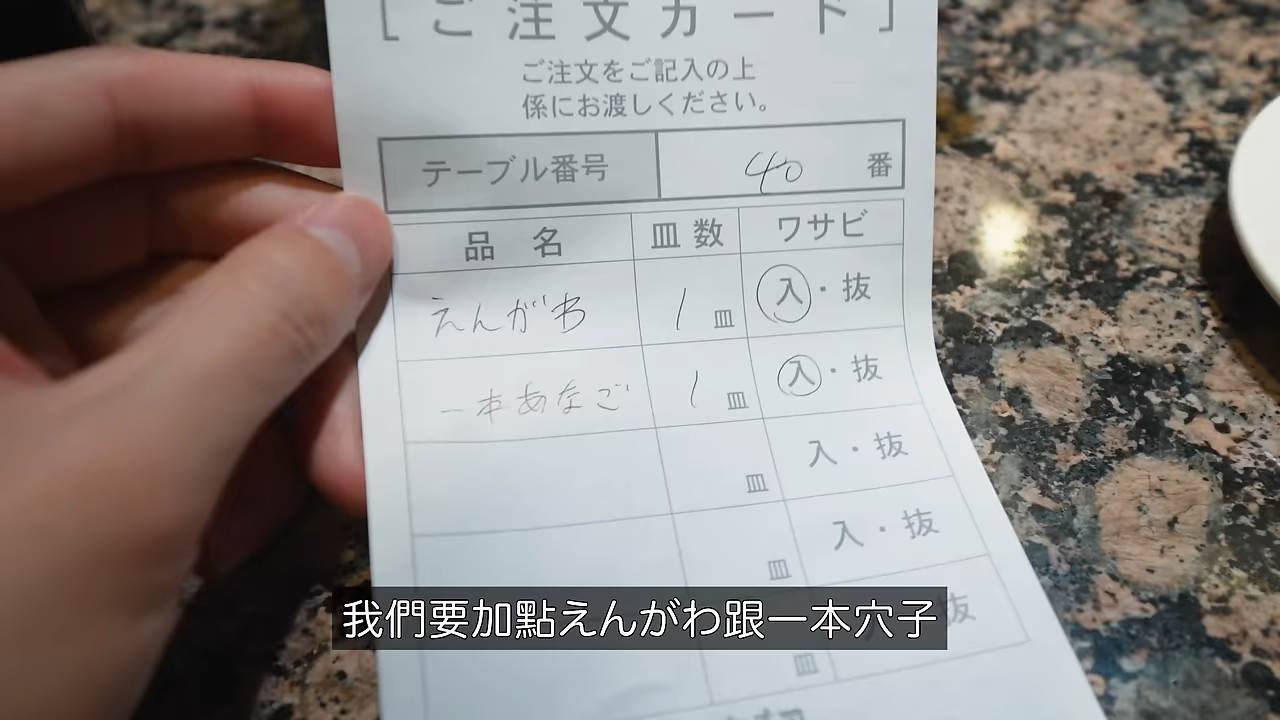 [ご注文カード]
ご注文をご記入の上
係にお渡しください。
テーブル番号 40 番
品名 皿数 ワサビ
えんがわ 1 皿 入・抜
一本あなご 1 皿 入・抜
皿 入・抜
皿 入・抜
皿 抜
我們要加點えんがわ跟一本穴子